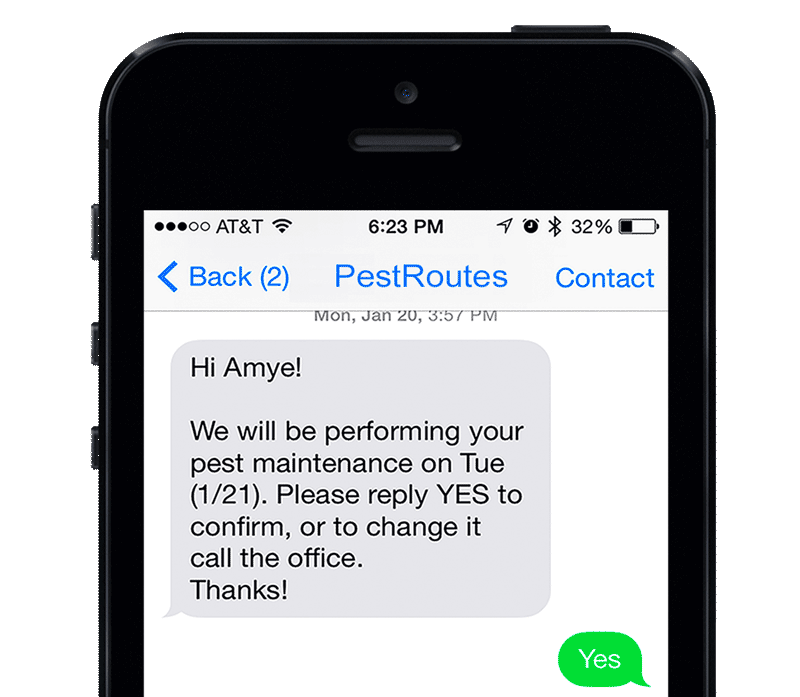 ●●●○○ AT&T 6:23 PM 32%
Back (2) PestRoutes Contact
Mon, Jan 20, 3:57 PM
Hi Amye!
We will be performing your
pest maintenance on Tue
(1/21). Please reply YES to
confirm, or to change it
call the office.
Thanks!
Yes